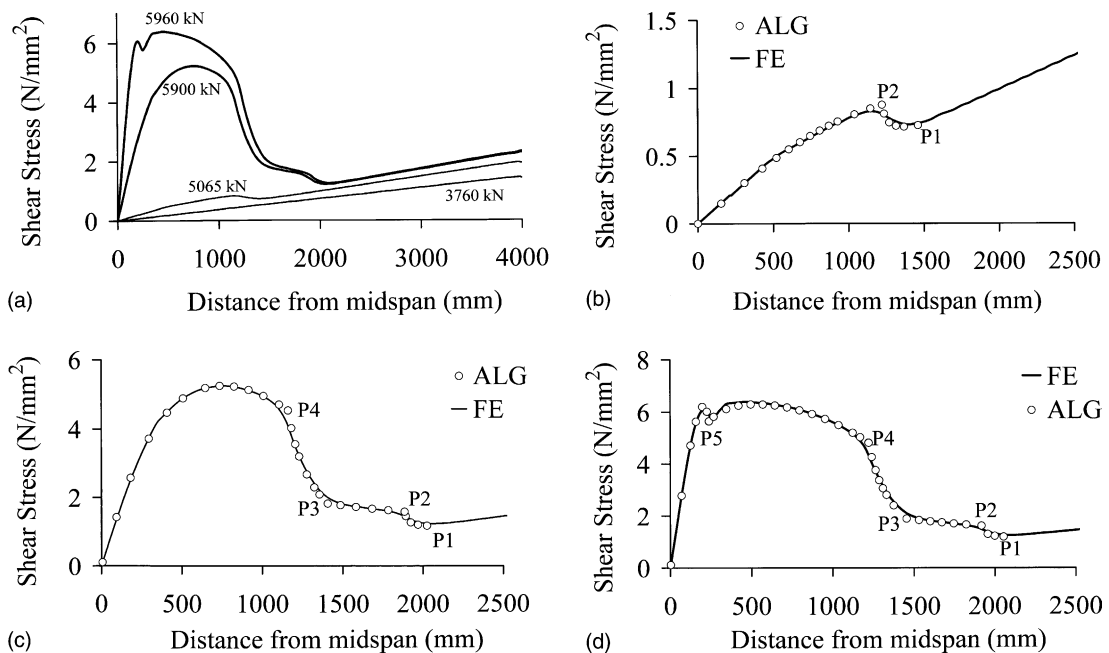 5960 kN
5900 kN
5065 kN
3760 kN
Shear Stress (N/mm²)
6
4
2
0
0 1000 2000 3000 4000
Distance from midspan (mm)
(a)
ALG
FE
P2
P1
Shear Stress (N/mm²)
1.5
1
0.5
0
0 500 1000 1500 2000 2500
Distance from midspan (mm)
(b)
ALG
FE
P4
P3
P2
P1
Shear Stress (N/mm²)
6
4
2
0
0 500 1000 1500 2000 2500
Distance from midspan (mm)
(c)
FE
ALG
P5
P4
P3
P2
P1
Shear Stress (N/mm²)
8
6
4
2
0
0 500 1000 1500 2000 2500
Distance from midspan (mm)
(d)